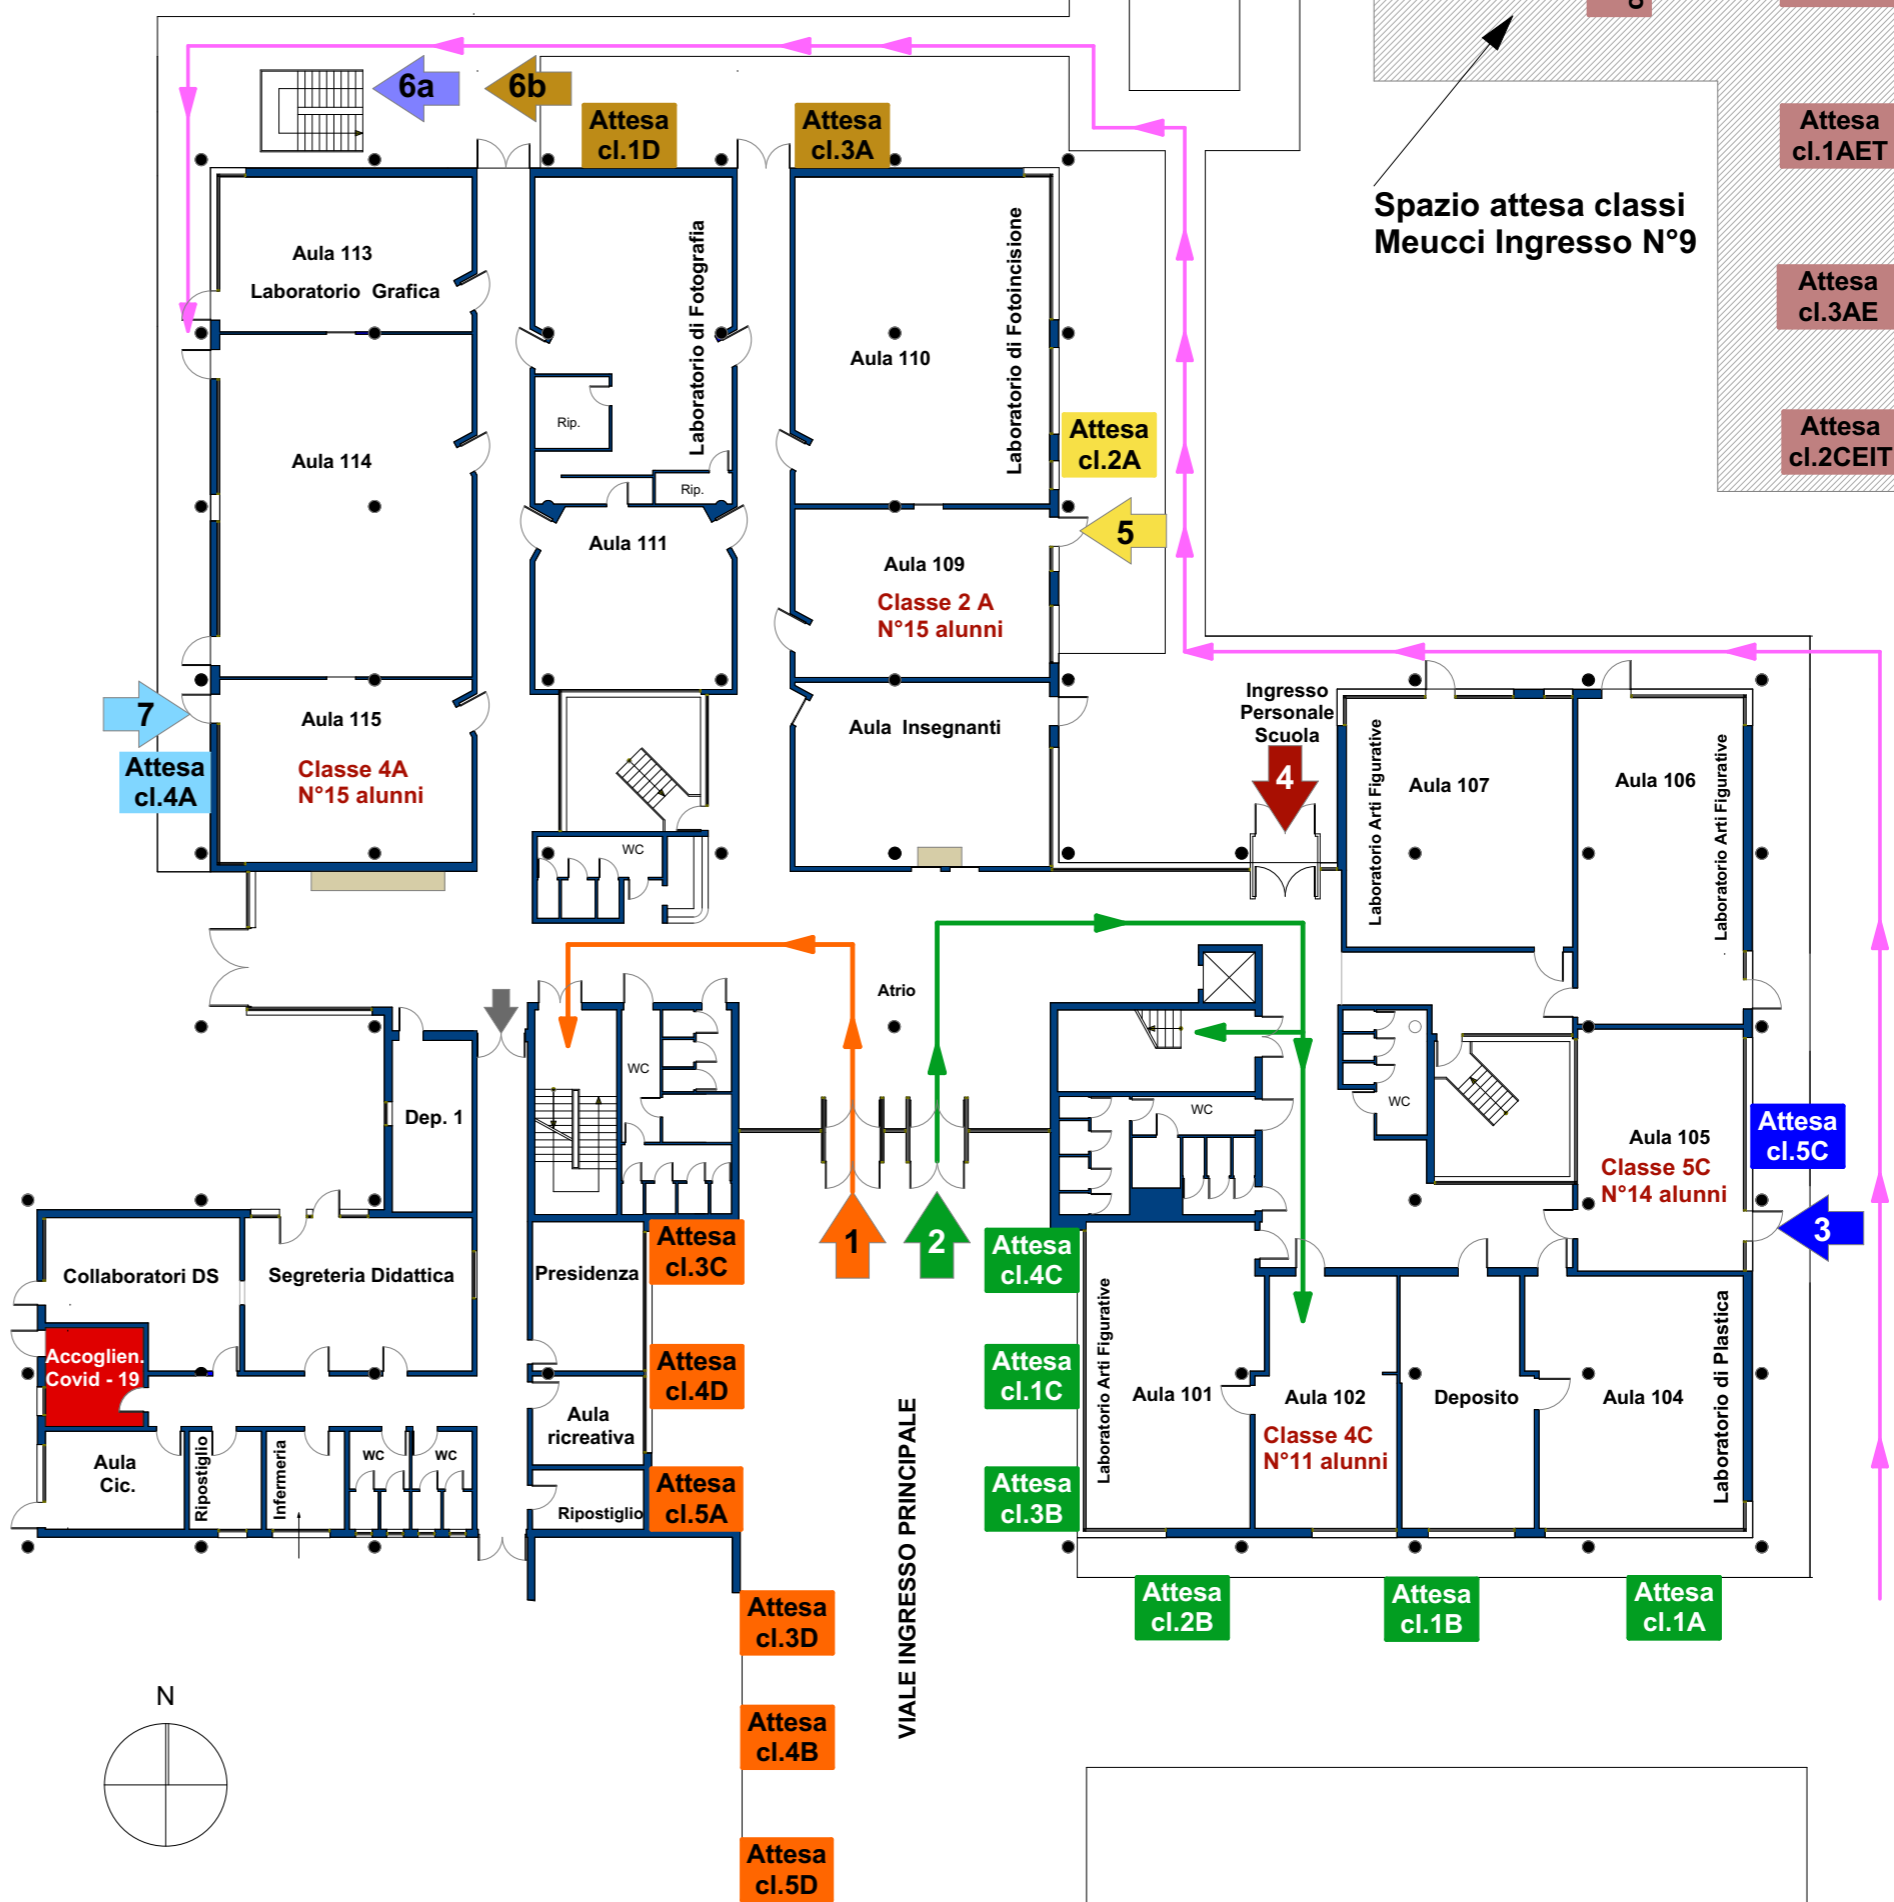 6a
6b
Attesa
cl.1D
Attesa
cl.3A
Attesa
cl.1AET
Spazio attesa classi
Meucci Ingresso N°9
Attesa
cl.3AE
Attesa
cl.2CEIT
Aula 113
Laboratorio Grafica
Laboratorio di Fotografia
Aula 110
Laboratorio di Fotoincisione
Rip.
Rip.
Attesa
cl.2A
5
Aula 114
Aula 111
Aula 109
Classe 2 A
N°15 alunni
7
Attesa
cl.4A
Aula 115
Classe 4A
N°15 alunni
Aula Insegnanti
Ingresso
Personale
Scuola
4
Laboratorio Arti Figurative
Aula 107
Aula 106
Laboratorio Arti Figurative
WC
Atrio
WC
Dep. 1
WC
WC
Aula 105
Classe 5C
N°14 alunni
Attesa
cl.5C
3
1
2
Collaboratori DS
Segreteria Didattica
Presidenza
Attesa
cl.3C
Attesa
cl.4C
Accoglien.
Covid - 19
Attesa
cl.4D
Attesa
cl.1C
Aula
ricreativa
Aula
Cic.
Ripostiglio
Infermeria
WC
WC
Ripostiglio
Attesa
cl.5A
Attesa
cl.3B
VIALE INGRESSO PRINCIPALE
Laboratorio Arti Figurative
Aula 101
Aula 102
Classe 4C
N°11 alunni
Deposito
Aula 104
Laboratorio di Plastica
Attesa
cl.2B
Attesa
cl.1B
Attesa
cl.1A
Attesa
cl.3D
Attesa
cl.4B
Attesa
cl.5D
N